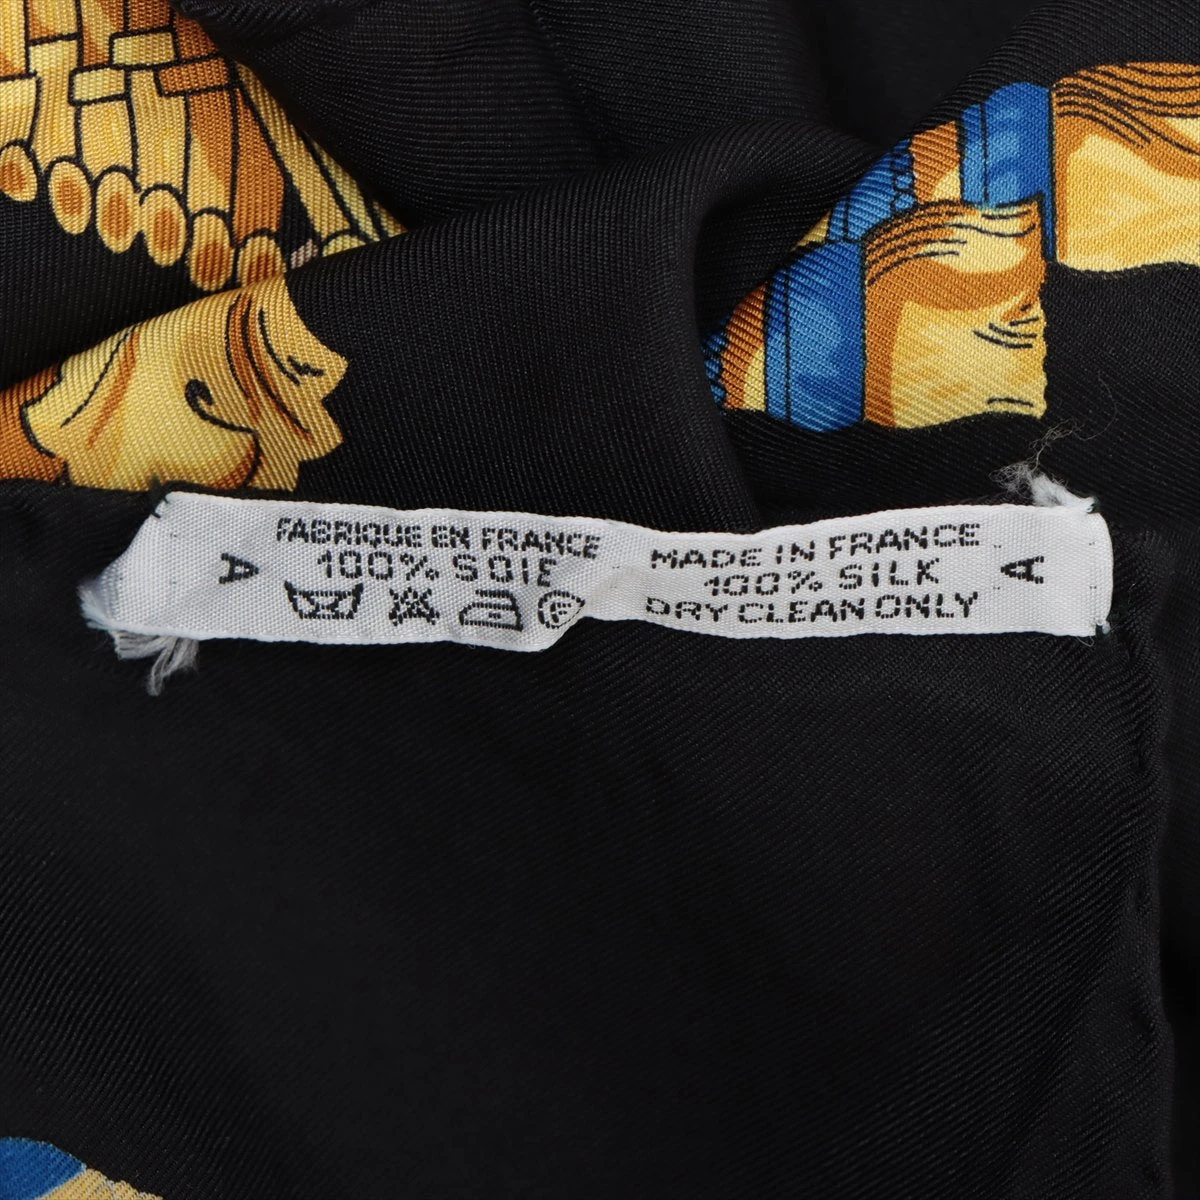 FABRIQUE EN FRANCE
100% SOIE
A
F
MADE IN FRANCE
100% SILK
DRY CLEAN ONLY
A